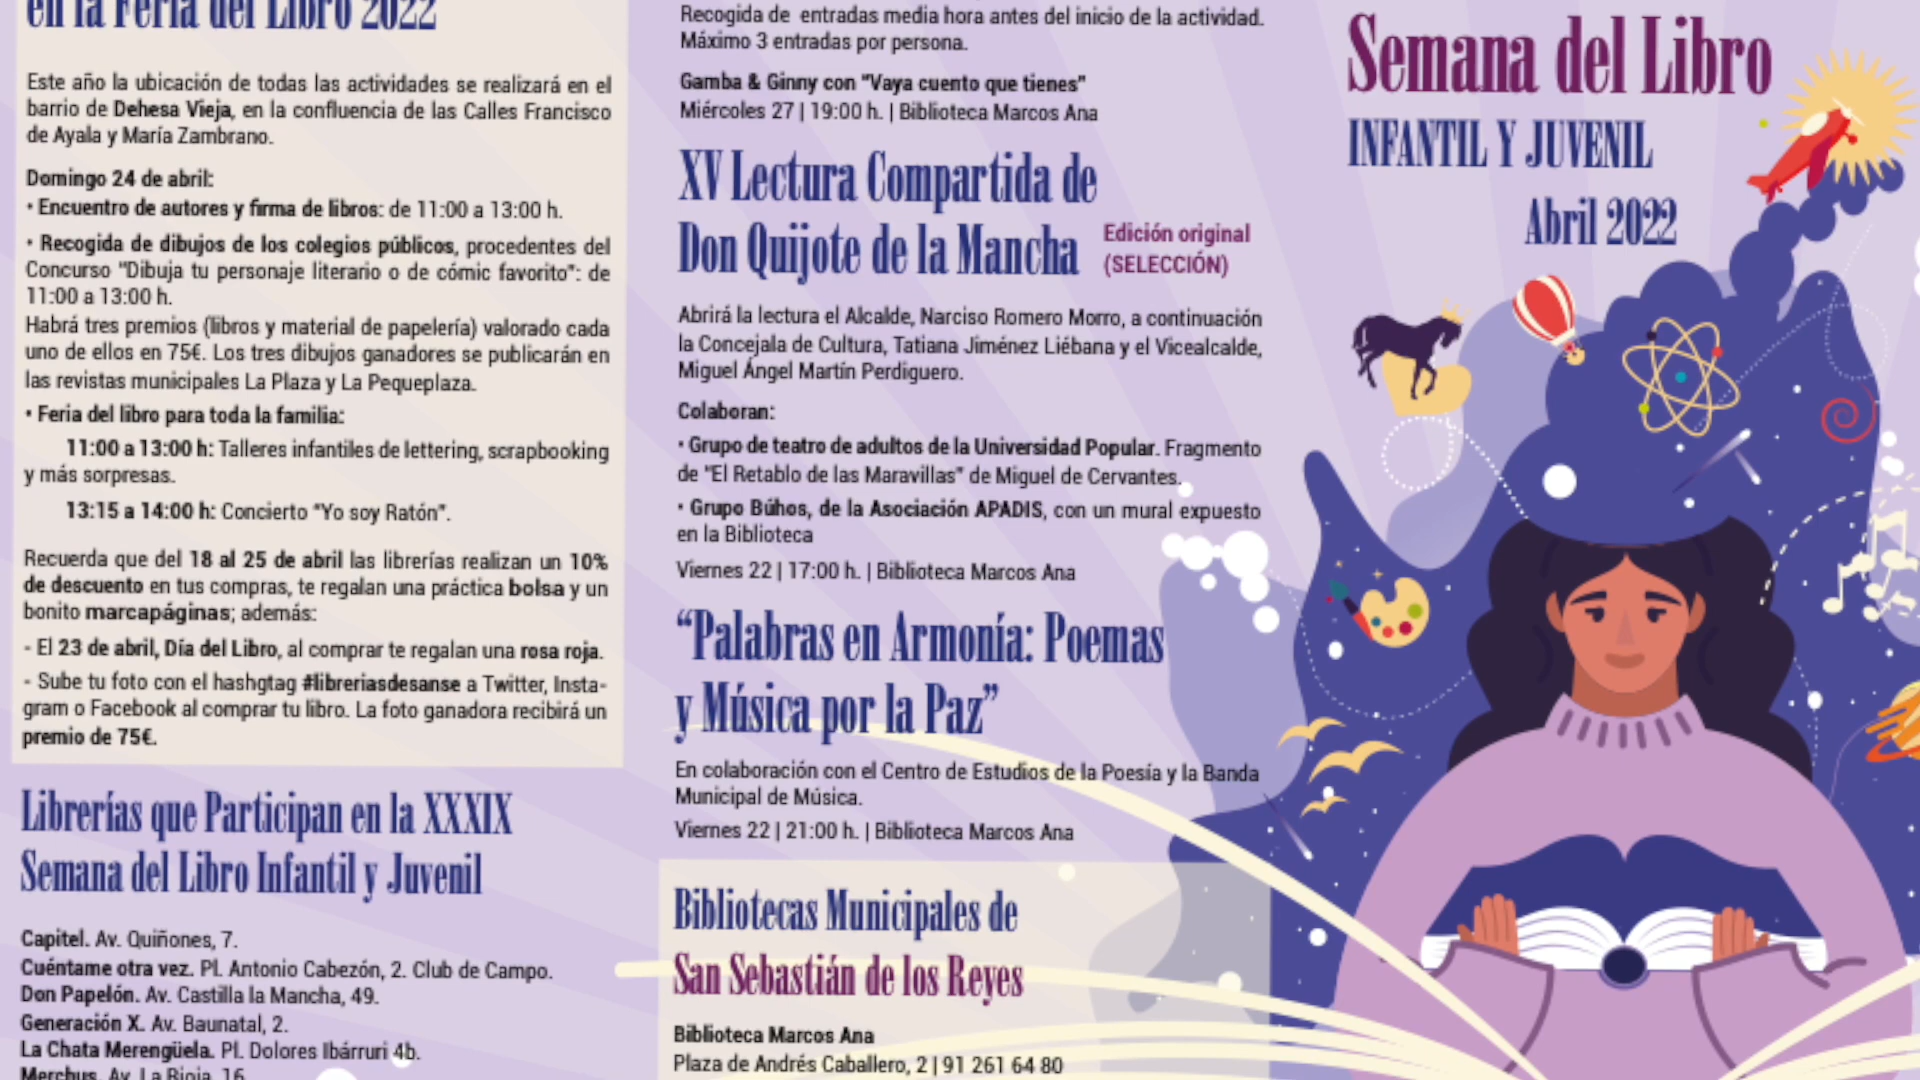 en la Feria del Libro 2022
Este año la ubicación de todas las actividades se realizará en el
barrio de Dehesa Vieja, en la confluencia de las Calles Francisco
de Ayala y María Zambrano.
Domingo 24 de abril:
• Encuentro de autores y firma de libros: de 11:00 a 13:00 h.
• Recogida de dibujos de los colegios públicos, procedentes del
Concurso "Dibuja tu personaje literario o de cómic favorito": de
11:00 a 13:00 h.
Habrá tres premios (libros y material de papelería) valorado cada
uno de ellos en 75€. Los tres dibujos ganadores se publicarán en
las revistas municipales La Plaza y La Pequeplaza.
• Feria del libro para toda la familia:
11:00 a 13:00 h: Talleres infantiles de lettering, scrapbooking
y más sorpresas.
13:15 a 14:00 h: Concierto "Yo soy Ratón".
Recuerda que del 18 al 25 de abril las librerías realizan un 10%
de descuento en tus compras, te regalan una práctica bolsa y un
bonito marcapáginas; además:
- El 23 de abril, Día del Libro, al comprar te regalan una rosa roja.
- Sube tu foto con el hashgtag #libreriasdesanse a Twitter, Insta-
gram o Facebook al comprar tu libro. La foto ganadora recibirá un
premio de 75€.
Librerías que Participan en la XXXIX
Semana del Libro Infantil y Juvenil
Capitel. Av. Quiñones, 7.
Cuéntame otra vez. Pl. Antonio Cabezón, 2. Club de Campo.
Don Papelón. Av. Castilla la Mancha, 49.
Generación X. Av. Baunatal, 2.
La Chata Merengüela. Pl. Dolores Ibárruri 4b.
Merchus. Av. La Rioja, 16
Recogida de entradas media hora antes del inicio de la actividad.
Máximo 3 entradas por persona.
Gamba & Ginny con "Vaya cuento que tienes"
Miércoles 27 | 19:00 h. | Biblioteca Marcos Ana
XV Lectura Compartida de
Don Quijote de la Mancha
Edición original
(SELECCIÓN)
Abrirá la lectura el Alcalde, Narciso Romero Morro, a continuación
la Concejala de Cultura, Tatiana Jiménez Liébana y el Vicealcalde,
Miguel Ángel Martín Perdiguero.
Colaboran:
• Grupo de teatro de adultos de la Universidad Popular. Fragmento
de "El Retablo de las Maravillas" de Miguel de Cervantes.
• Grupo Búhos, de la Asociación APADIS, con un mural expuesto
en la Biblioteca
Viernes 22 | 17:00 h. | Biblioteca Marcos Ana
“Palabras en Armonía: Poemas
y Música por la Paz”
En colaboración con el Centro de Estudios de la Poesía y la Banda
Municipal de Música.
Viernes 22 | 21:00 h. | Biblioteca Marcos Ana
Bibliotecas Municipales de
San Sebastián de los Reyes
Biblioteca Marcos Ana
Plaza de Andrés Caballero, 2 | 91 261 64 80
Semana del Libro
INFANTIL Y JUVENIL
Abril 2022